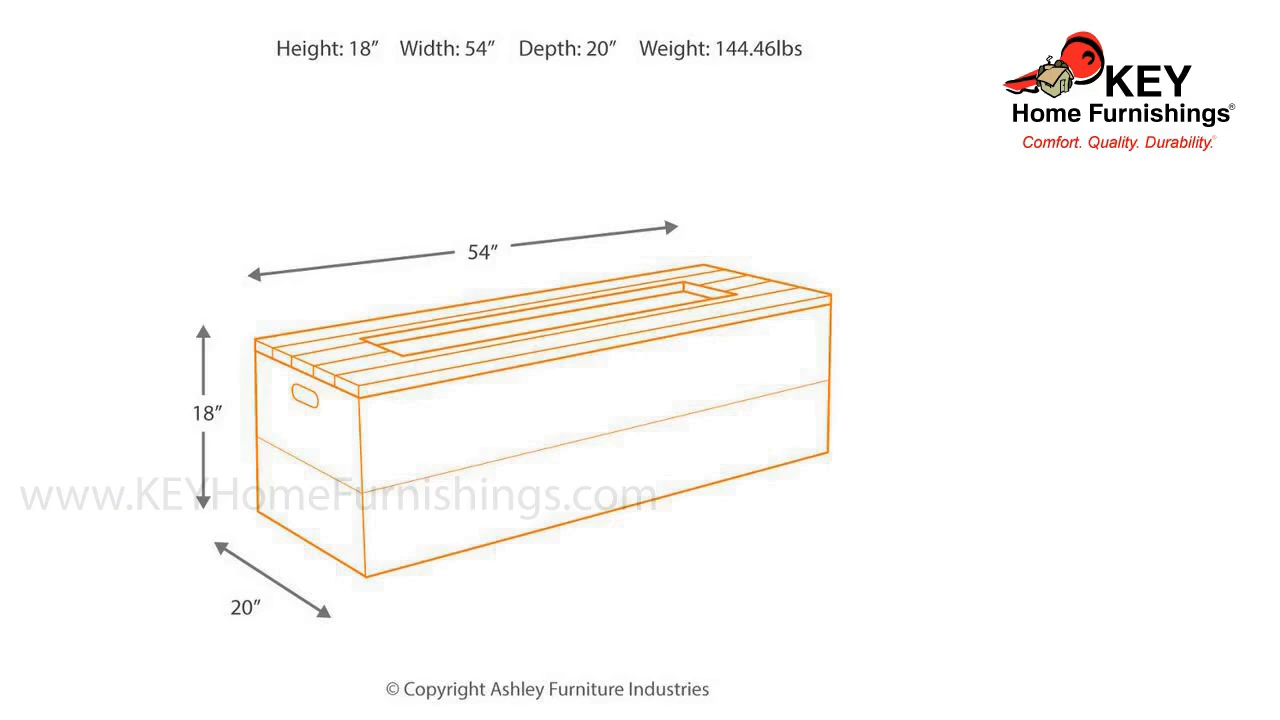 Height: 18” Width: 54” Depth: 20” Weight: 144.46lbs
KEY
Home Furnishings®
Comfort. Quality. Durability.®
54”
18”
www.KEYHomeFurnishings.com
20”
© Copyright Ashley Furniture Industries